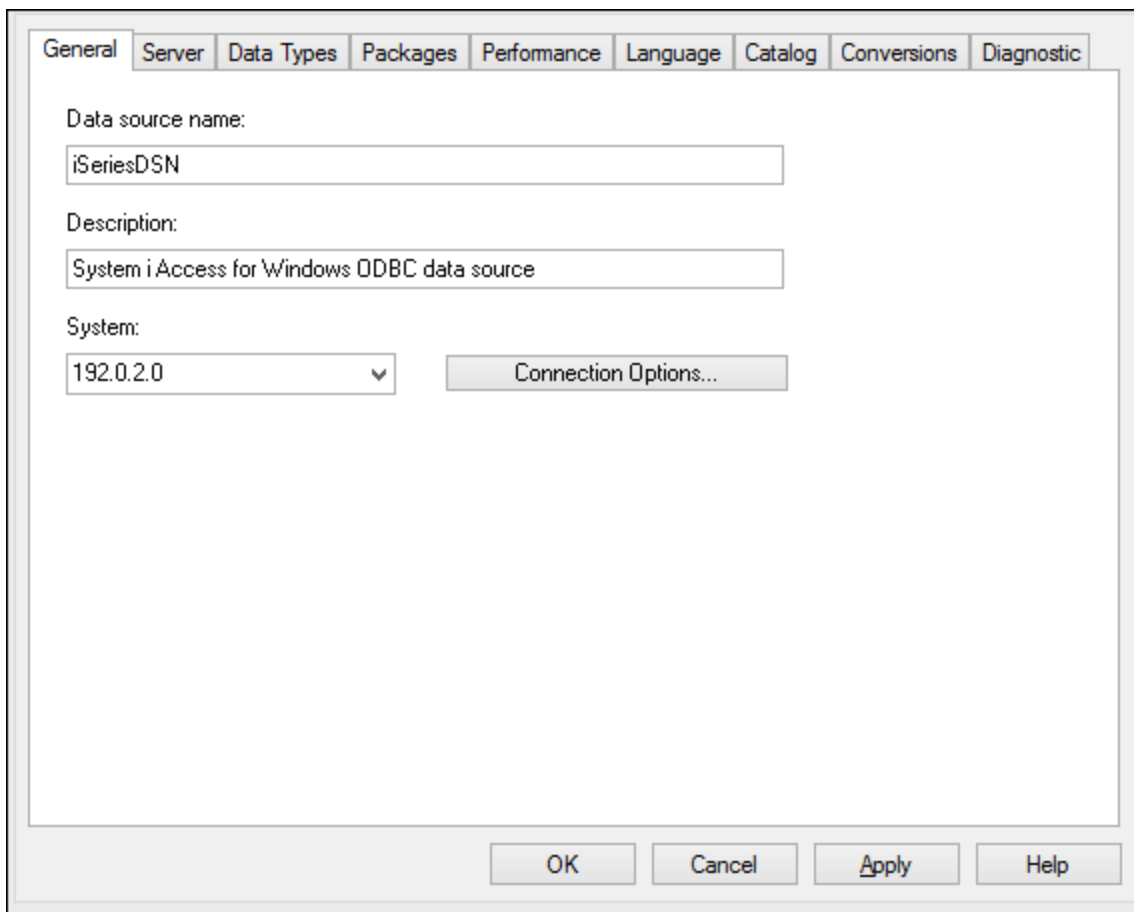 General Server Data Types Packages Performance Language Catalog Conversions Diagnostic
Data source name:
iSeriesDSN
Description:
System i Access for Windows ODBC data source
System:
192.0.2.0 Connection Options...
OK Cancel Apply Help